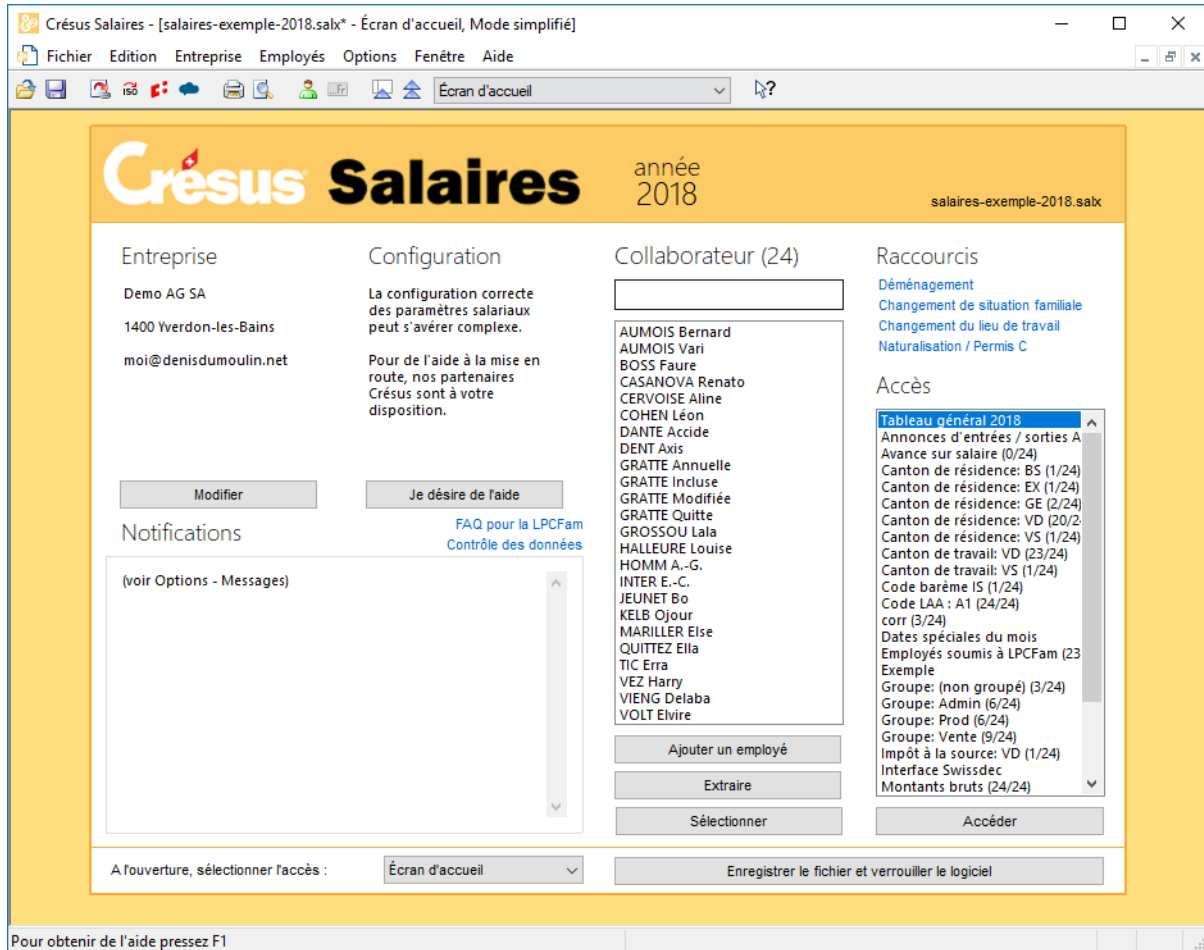 Crésus Salaires - [salaires-exemple-2018.salx* - Écran d'accueil, Mode simplifié]
Fichier Edition Entreprise Employés Options Fenêtre Aide
ISO .Fr Écran d'accueil ?
Crésus Salaires
année
2018
salaires-exemple-2018.salx
Entreprise
Demo AG SA
1400 Yverdon-les-Bains
moi@denisdumoulin.net
Modifier
Configuration
La configuration correcte
des paramètres salariaux
peut s'avérer complexe.
Pour de l'aide à la mise en
route, nos partenaires
Crésus sont à votre
disposition.
Je désire de l'aide
Notifications
FAQ pour la LPCFam
Contrôle des données
(voir Options - Messages)
Collaborateur (24)
AUMOIS Bernard
AUMOIS Vari
BOSS Faure
CASANOVA Renato
CERVOISE Aline
COHEN Léon
DANTE Accide
DENT Axis
GRATTE Annuelle
GRATTE Incluse
GRATTE Modifiée
GRATTE Quitte
GROSSOU Lala
HALLEURE Louise
HOMM A.-G.
INTER E.-C.
JEUNET Bo
KELB Ojour
MARILLER Else
QUITTEZ Ella
TIC Erra
VEZ Harry
VIENG Delaba
VOLT Elvire
Ajouter un employé
Extraire
Sélectionner
Raccourcis
Déménagement
Changement de situation familiale
Changement du lieu de travail
Naturalisation / Permis C
Accès
Tableau général 2018
Annonces d'entrées / sorties A
Avance sur salaire (0/24)
Canton de résidence: BS (1/24)
Canton de résidence: EX (1/24)
Canton de résidence: GE (2/24)
Canton de résidence: VD (20/2
Canton de résidence: VS (1/24)
Canton de travail: VD (23/24)
Canton de travail: VS (1/24)
Code barème IS (1/24)
Code LAA : A1 (24/24)
corr (3/24)
Dates spéciales du mois
Employés soumis à LPCFam (23
Exemple
Groupe: (non groupé) (3/24)
Groupe: Admin (6/24)
Groupe: Prod (6/24)
Groupe: Vente (9/24)
Impôt à la source: VD (1/24)
Interface Swissdec
Montants bruts (24/24)
Accéder
A l'ouverture, sélectionner l'accès :
Écran d'accueil
Enregistrer le fichier et verrouiller le logiciel
Pour obtenir de l'aide pressez F1